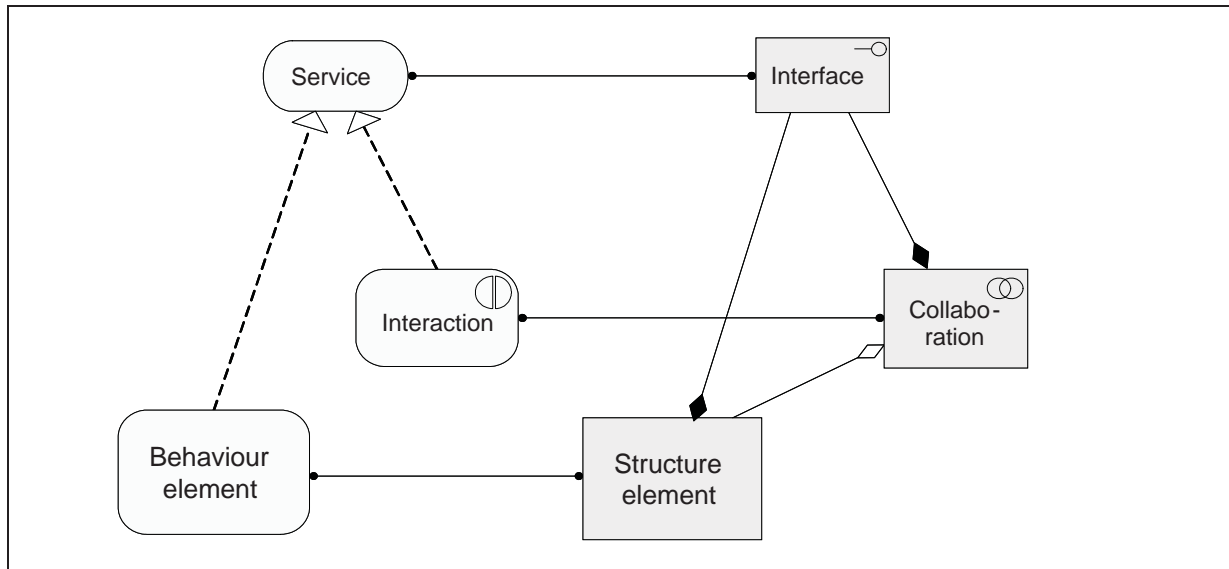 Service
Interface
Interaction
Collabo-
ration
Behaviour
element
Structure
element